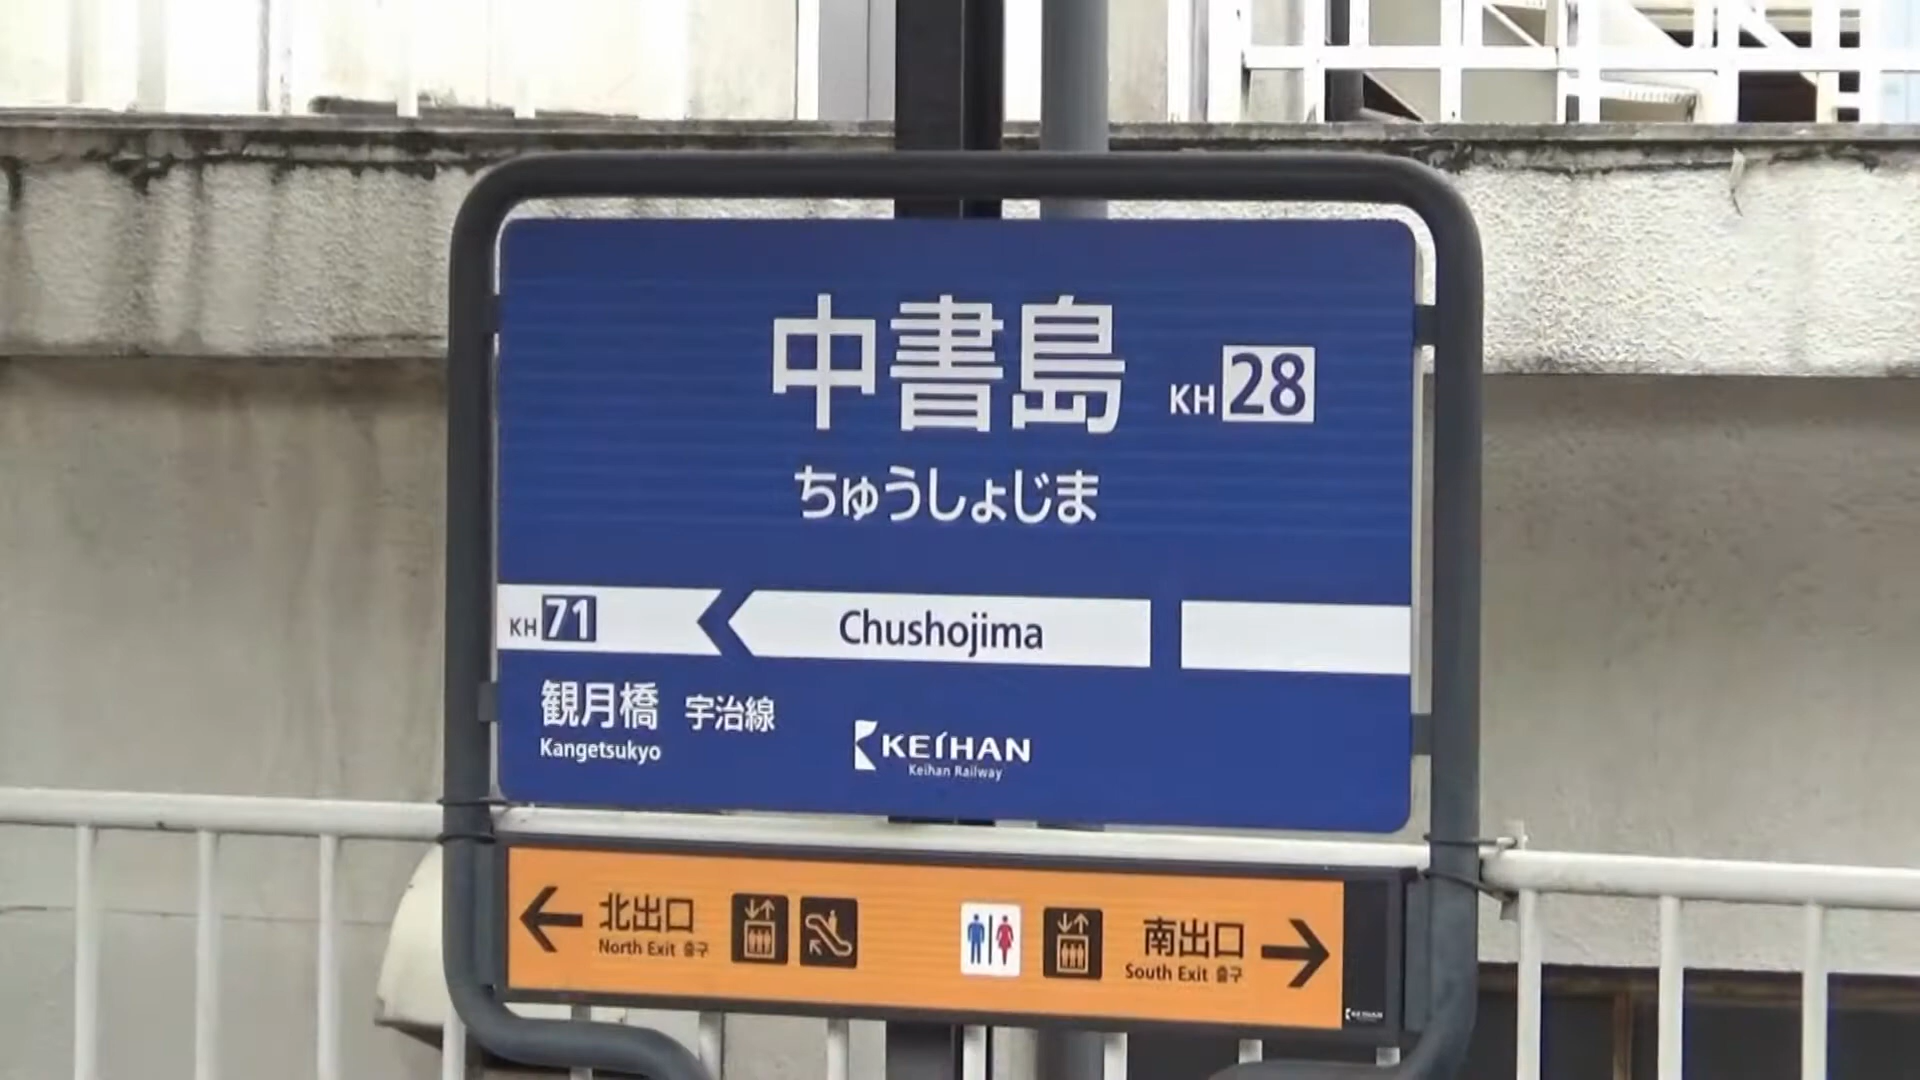 中書島 KH 28
ちゅうしょじま
KH 71
Chushojima
観月橋 宇治線
Kangetsukyo
KEIHAN
Keihan Railway
北出口
North Exit 출구
南出口
South Exit 출구
KEIHAN